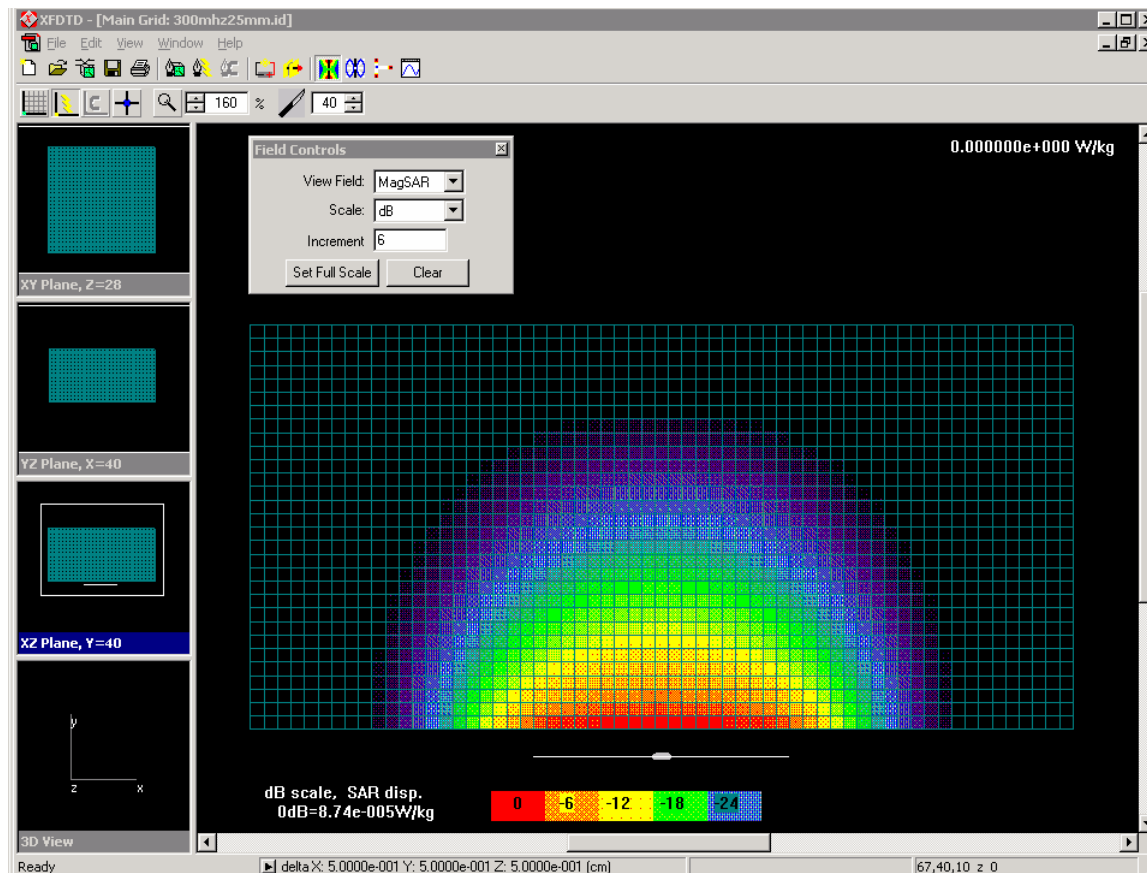 XFDTD - [Main Grid: 300mhz25mm.id]
File Edit View Window Help
160 % 40
Field Controls
View Field: MagSAR
Scale: dB
Increment 6
Set Full Scale Clear
0.000000e+000 W/kg
XY Plane, Z=28
YZ Plane, X=40
XZ Plane, Y=40
y
z x
3D View
dB scale, SAR disp.
0dB=8.74e-005W/kg
0 -6 -12 -18 -24
Ready delta X: 5.0000e-001 Y: 5.0000e-001 Z: 5.0000e-001 (cm) 67,40,10 z 0